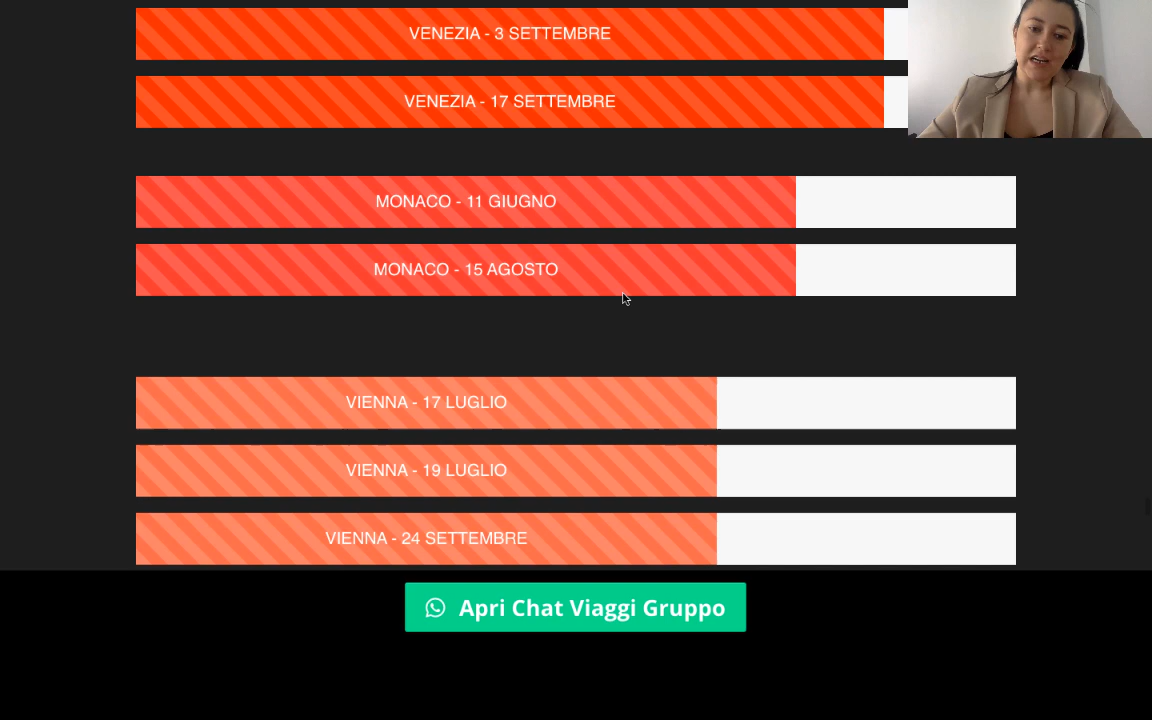 VENEZIA - 3 SETTEMBRE
VENEZIA - 17 SETTEMBRE
MONACO - 11 GIUGNO
MONACO - 15 AGOSTO
VIENNA - 17 LUGLIO
VIENNA - 19 LUGLIO
VIENNA - 24 SETTEMBRE
Apri Chat Viaggi Gruppo